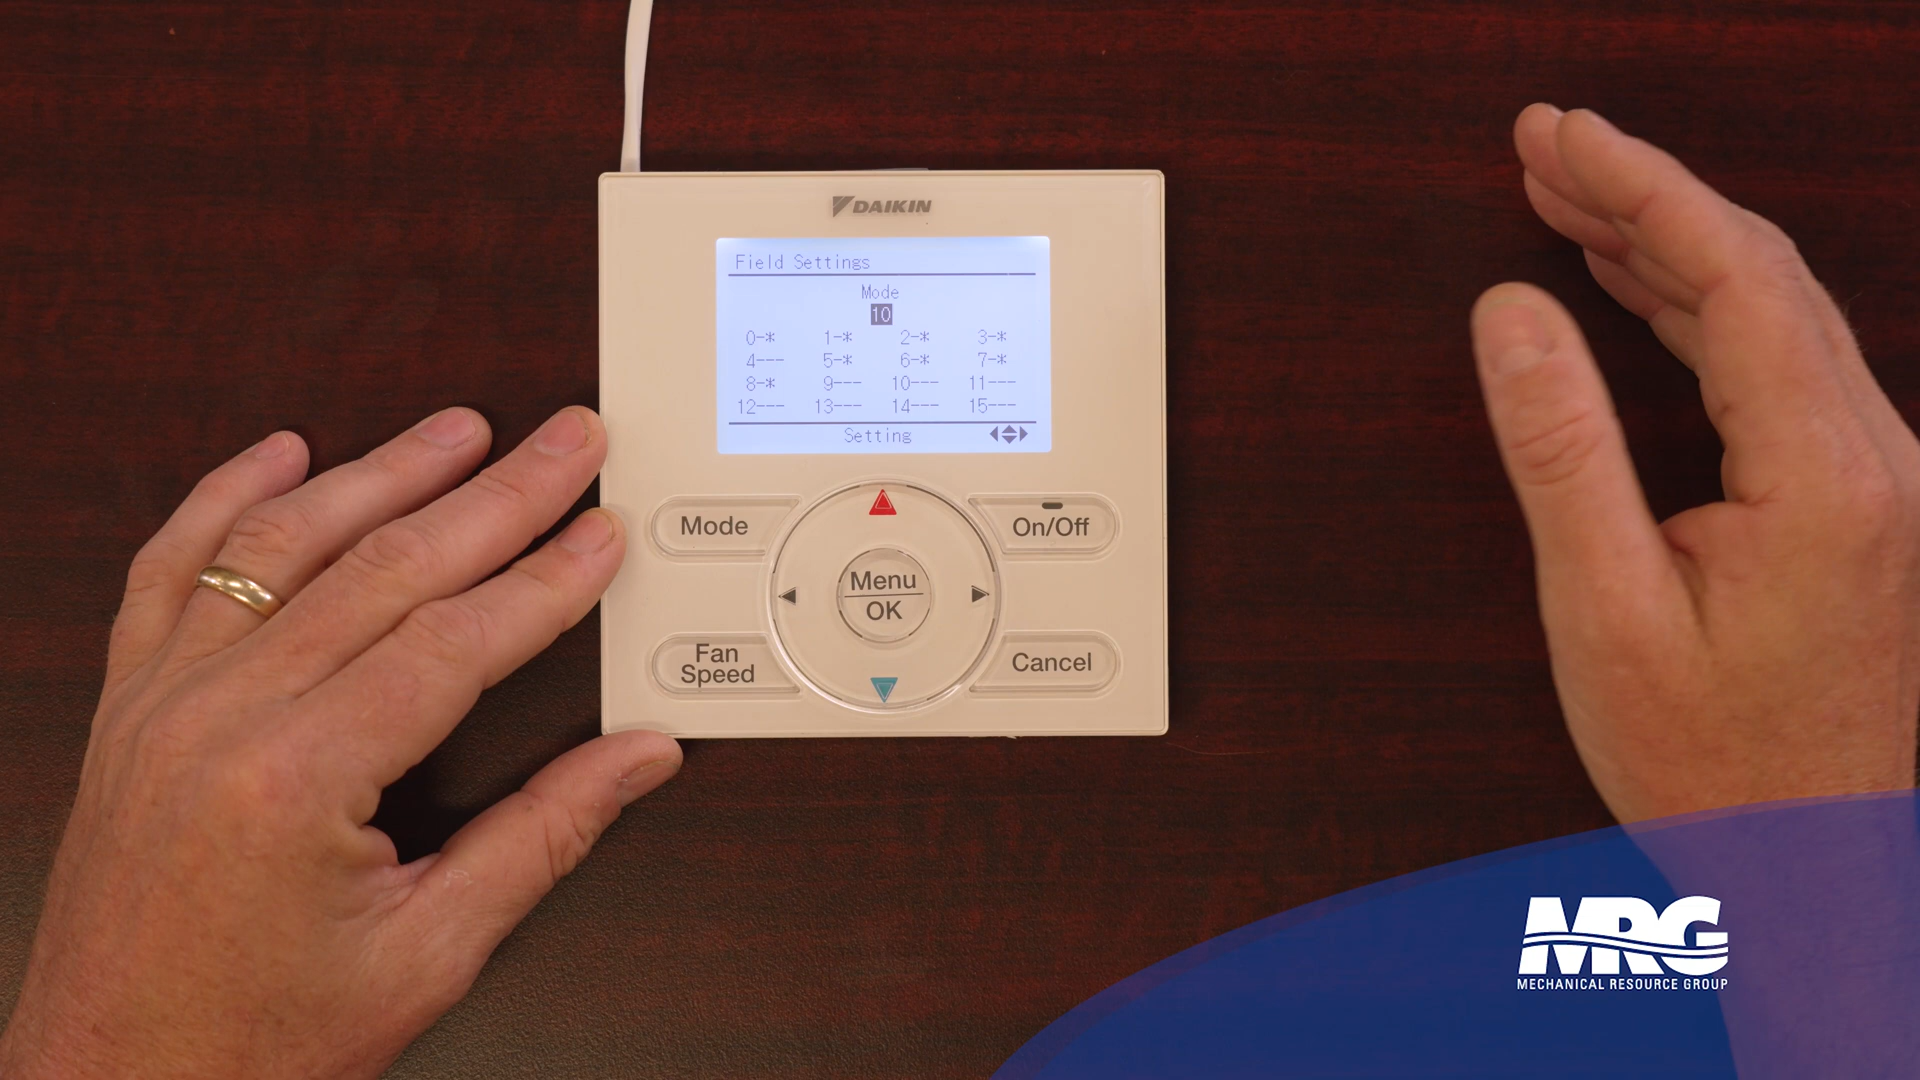 DAIKIN
Field Settings
Mode
10
0-* 1-* 2-* 3-*
4--- 5-* 6-* 7-*
8-* 9--- 10--- 11---
12--- 13--- 14--- 15---
Setting
Mode
On/Off
Menu
OK
Fan
Speed
Cancel
MRG
MECHANICAL RESOURCE GROUP